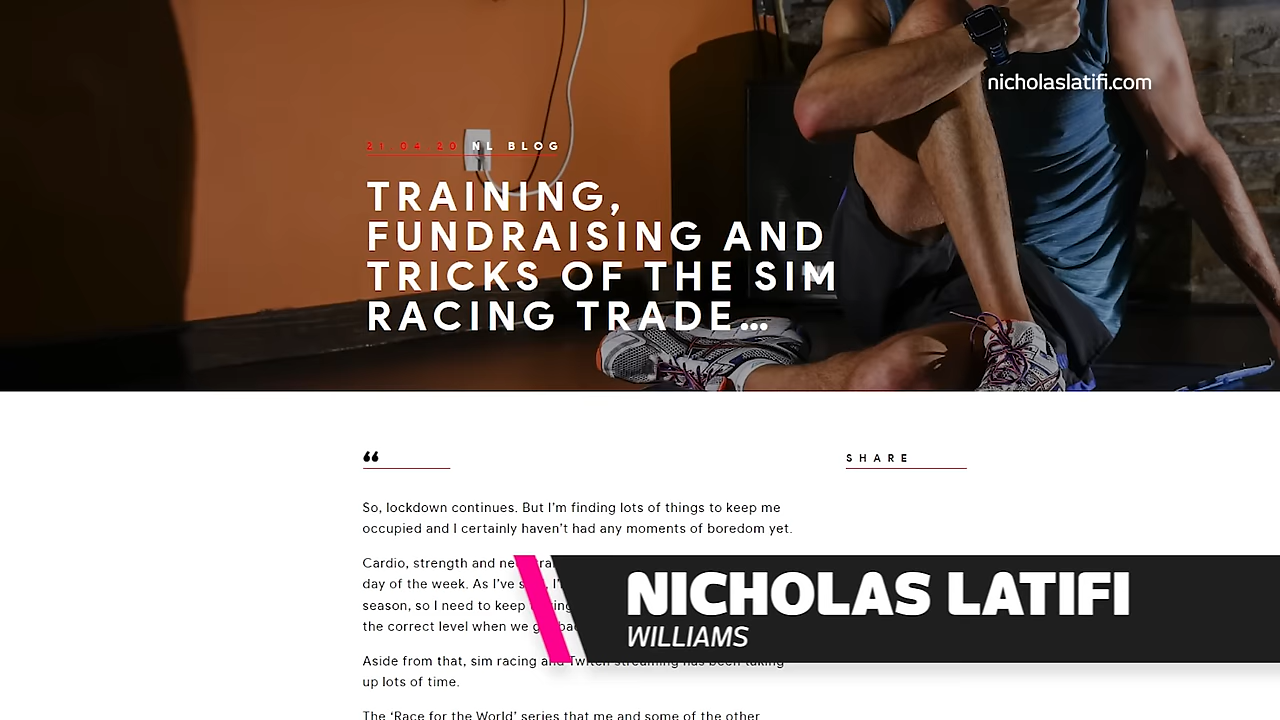 nicholaslatifi.com
21.04.20 NL BLOG
TRAINING,
FUNDRAISING AND
TRICKS OF THE SIM
RACING TRADE...
“
SHARE
So, lockdown continues. But I'm finding lots of things to keep me
occupied and I certainly haven't had any moments of boredom yet.
Cardio, strength and
day of the week. As I've
season, so I need to keep
the correct level when we
Aside from that, sim racing and Twitch streaming has been taking
up lots of time.
The ‘Race for the World’ series that me and some of the other
NICHOLAS LATIFI
WILLIAMS